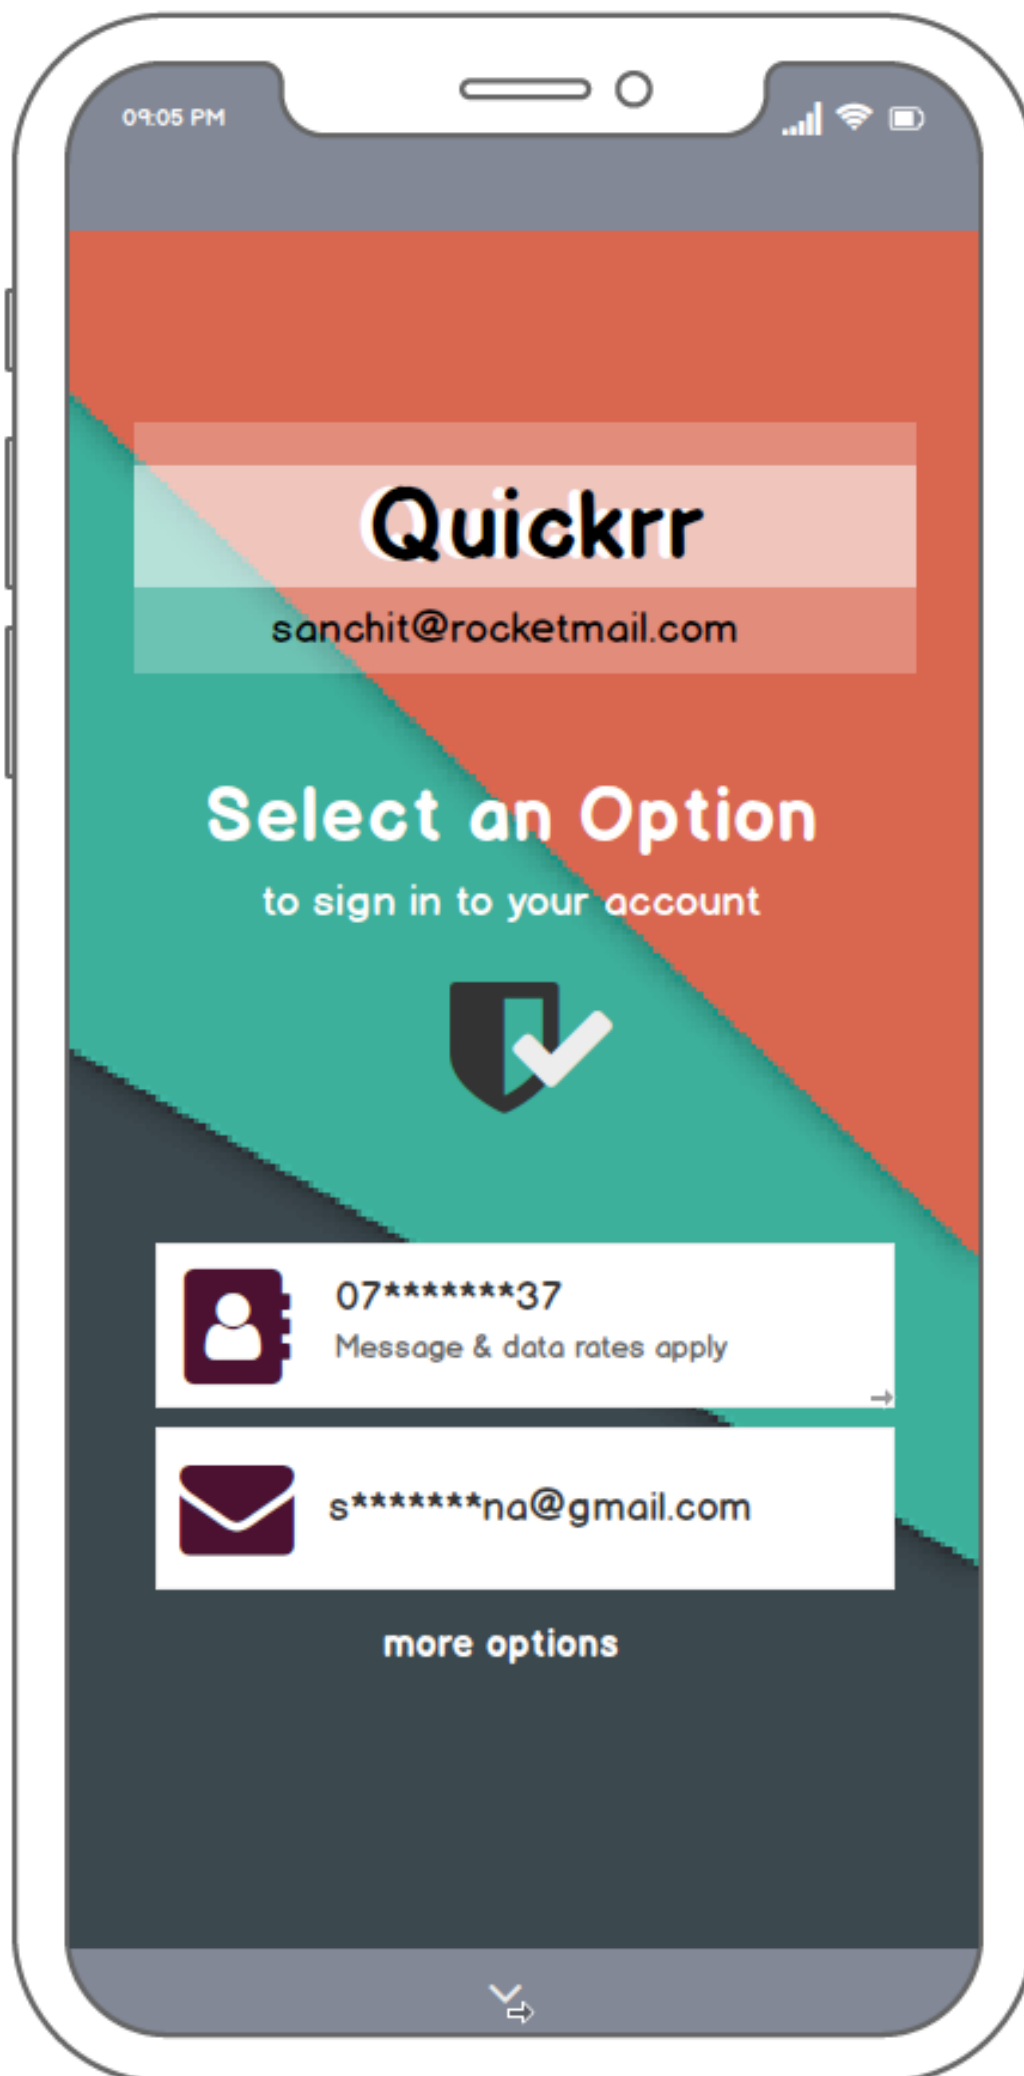 09:05 PM
Quickrr
sanchit@rocketmail.com
Select an Option
to sign in to your account
07*******37
Message & data rates apply
s*******na@gmail.com
more options